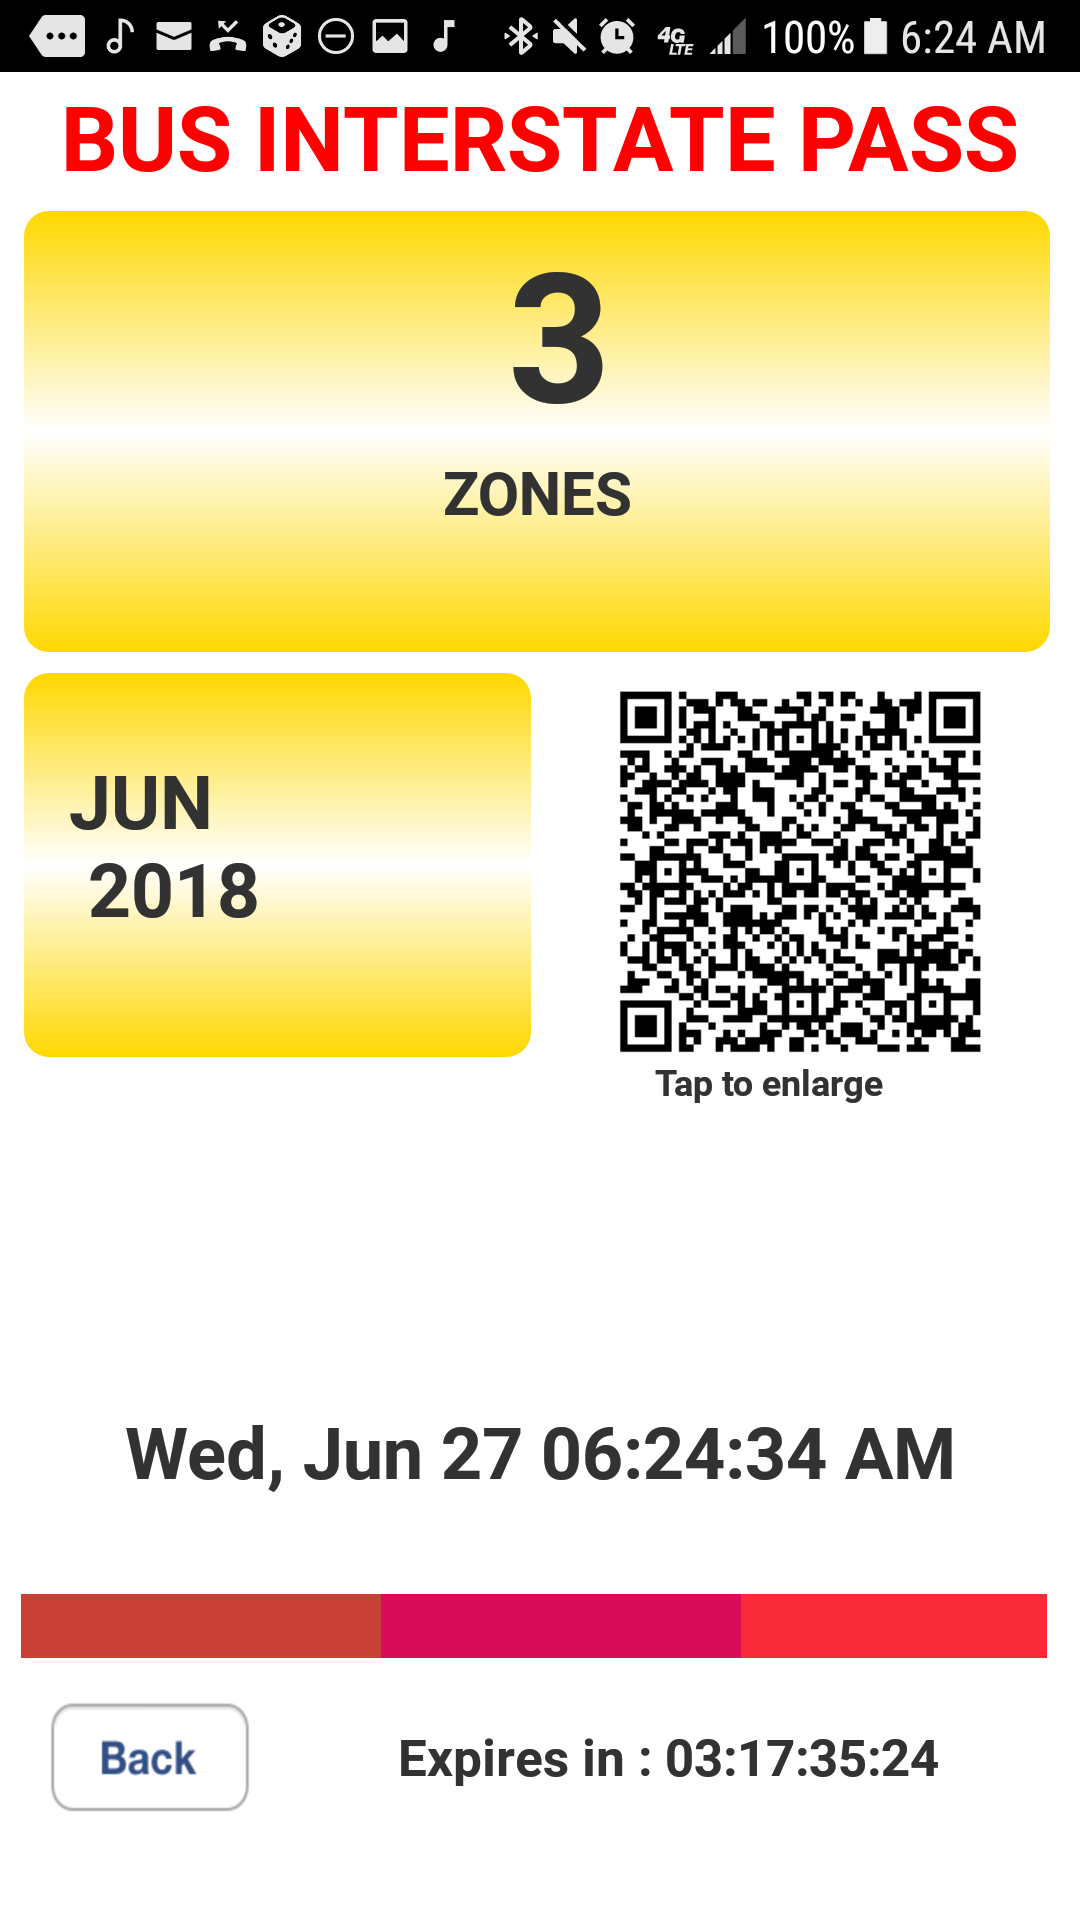 4G LTE 100% 6:24 AM
BUS INTERSTATE PASS
3
ZONES
JUN
2018
Tap to enlarge
Wed, Jun 27 06:24:34 AM
Back
Expires in : 03:17:35:24